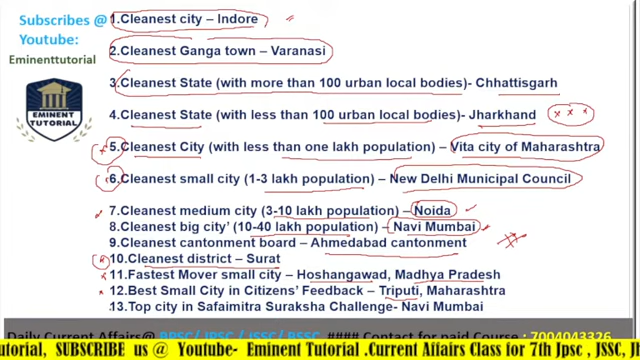 Subscribes @
Youtube:
Eminenttutorial
EMINENT
TUTORIAL
1.Cleanest city – Indore
2.Cleanest Ganga town – Varanasi
3.Cleanest State (with more than 100 urban local bodies)- Chhattisgarh
4.Cleanest State (with less than 100 urban local bodies)- Jharkhand
5.Cleanest City (with less than one lakh population) – Vita city of Maharashtra
6.Cleanest small city (1-3 lakh population) – New Delhi Municipal Council
7.Cleanest medium city (3-10 lakh population) – Noida
8.Cleanest big city’ (10-40 lakh population) – Navi Mumbai
9.Cleanest cantonment board – Ahmedabad cantonment
10.Cleanest district – Surat
11.Fastest Mover small city – Hoshangawad, Madhya Pradesh
12.Best Small City in Citizens’ Feedback – Triputi, Maharashtra
13.Top city in Safaimitra Suraksha Challenge- Navi Mumbai
Daily Current Affairs@ BPSC/ JPSC/ JSSC/ BSSC #### Contact for paid Course : 7004043326
utorial, SUBSCRIBE us @ Youtube- Eminent Tutorial .Current Affairs Class for 7th Jpsc , JSSC,